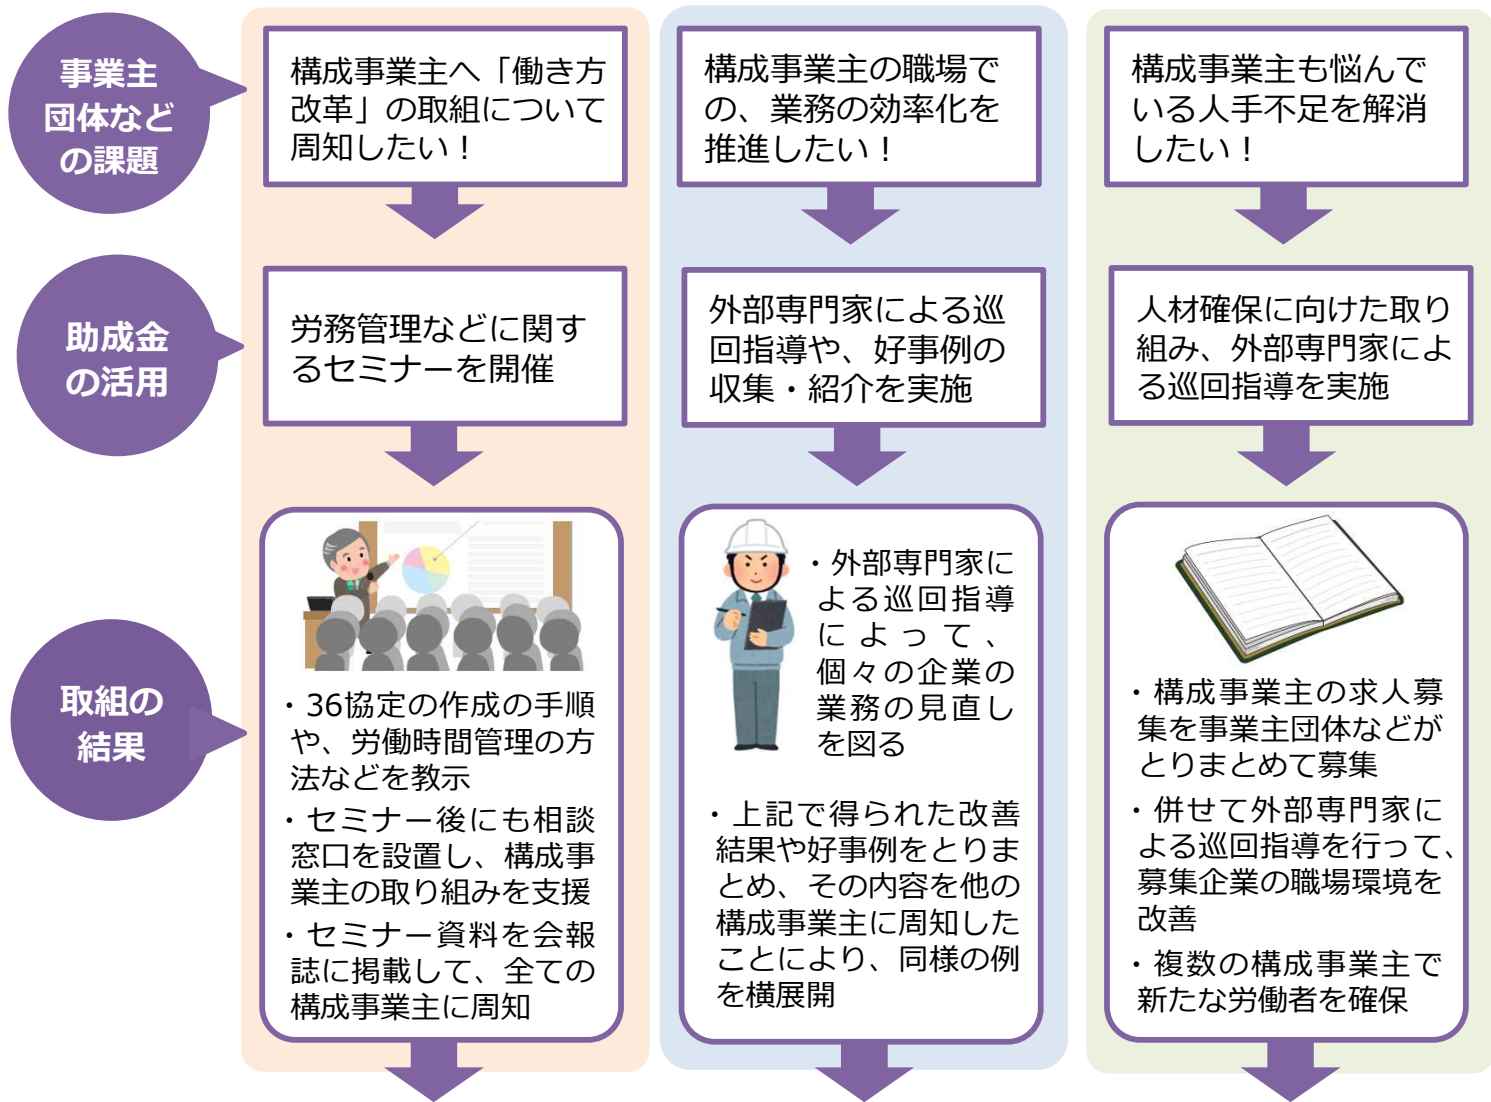 事業主
団体など
の課題
構成事業主へ「働き方
改革」の取組について
周知したい！
構成事業主の職場で
の、業務の効率化を
推進したい！
構成事業主も悩んで
いる人手不足を解消
したい！
助成金
の活用
労務管理などに関す
るセミナーを開催
外部専門家による巡
回指導や、好事例の
収集・紹介を実施
人材確保に向けた取り
組み、外部専門家によ
る巡回指導を実施
取組の
結果
・36協定の作成の手順
や、労働時間管理の方
法などを教示
・セミナー後にも相談
窓口を設置し、構成事
業主の取り組みを支援
・セミナー資料を会報
誌に掲載して、全ての
構成事業主に周知
・外部専門家に
よる巡回指導
によって、
個々の企業の
業務の見直し
を図る
・上記で得られた改善
結果や好事例をとりま
とめ、その内容を他の
構成事業主に周知した
ことにより、同様の例
を横展開
・構成事業主の求人募
集を事業主団体などが
とりまとめて募集
・併せて外部専門家に
よる巡回指導を行って、
募集企業の職場環境を
改善
・複数の構成事業主で
新たな労働者を確保